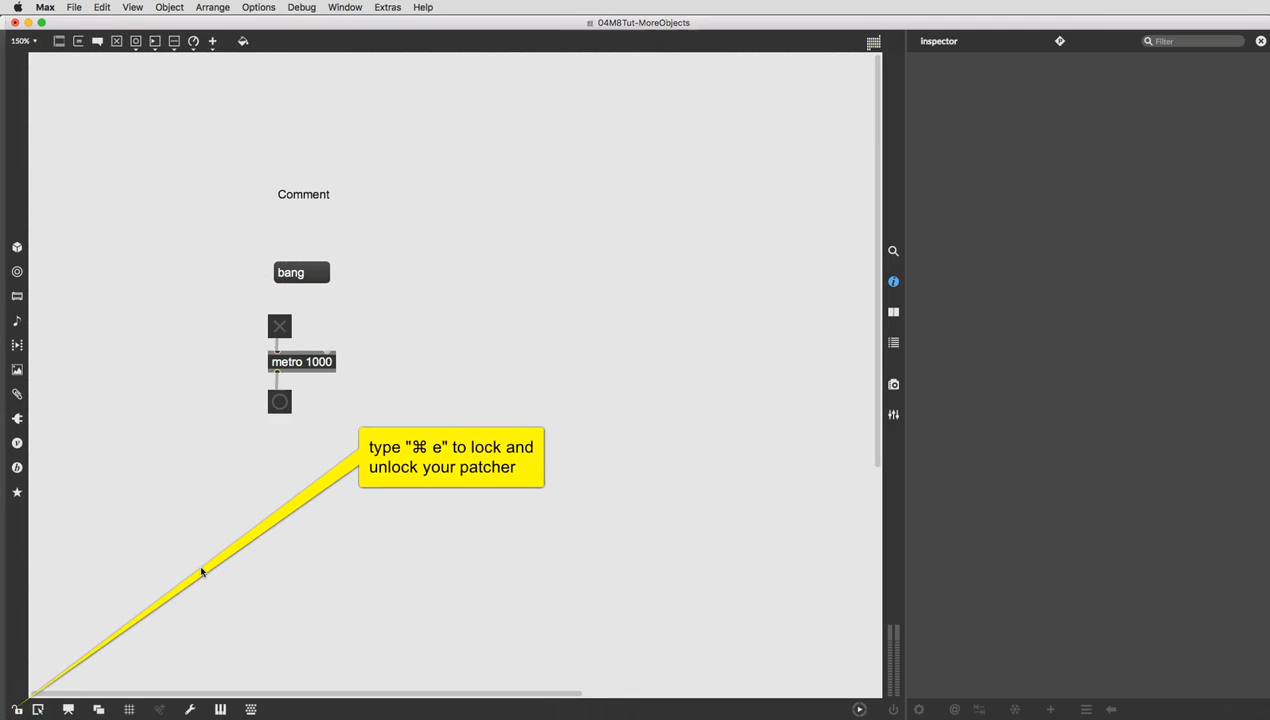 Max File Edit View Object Arrange Options Debug Window Extras Help
04M8Tut-MoreObjects
150%
inspector
Filter
Comment
bang
metro 1000
type "⌘ e" to lock and
unlock your patcher